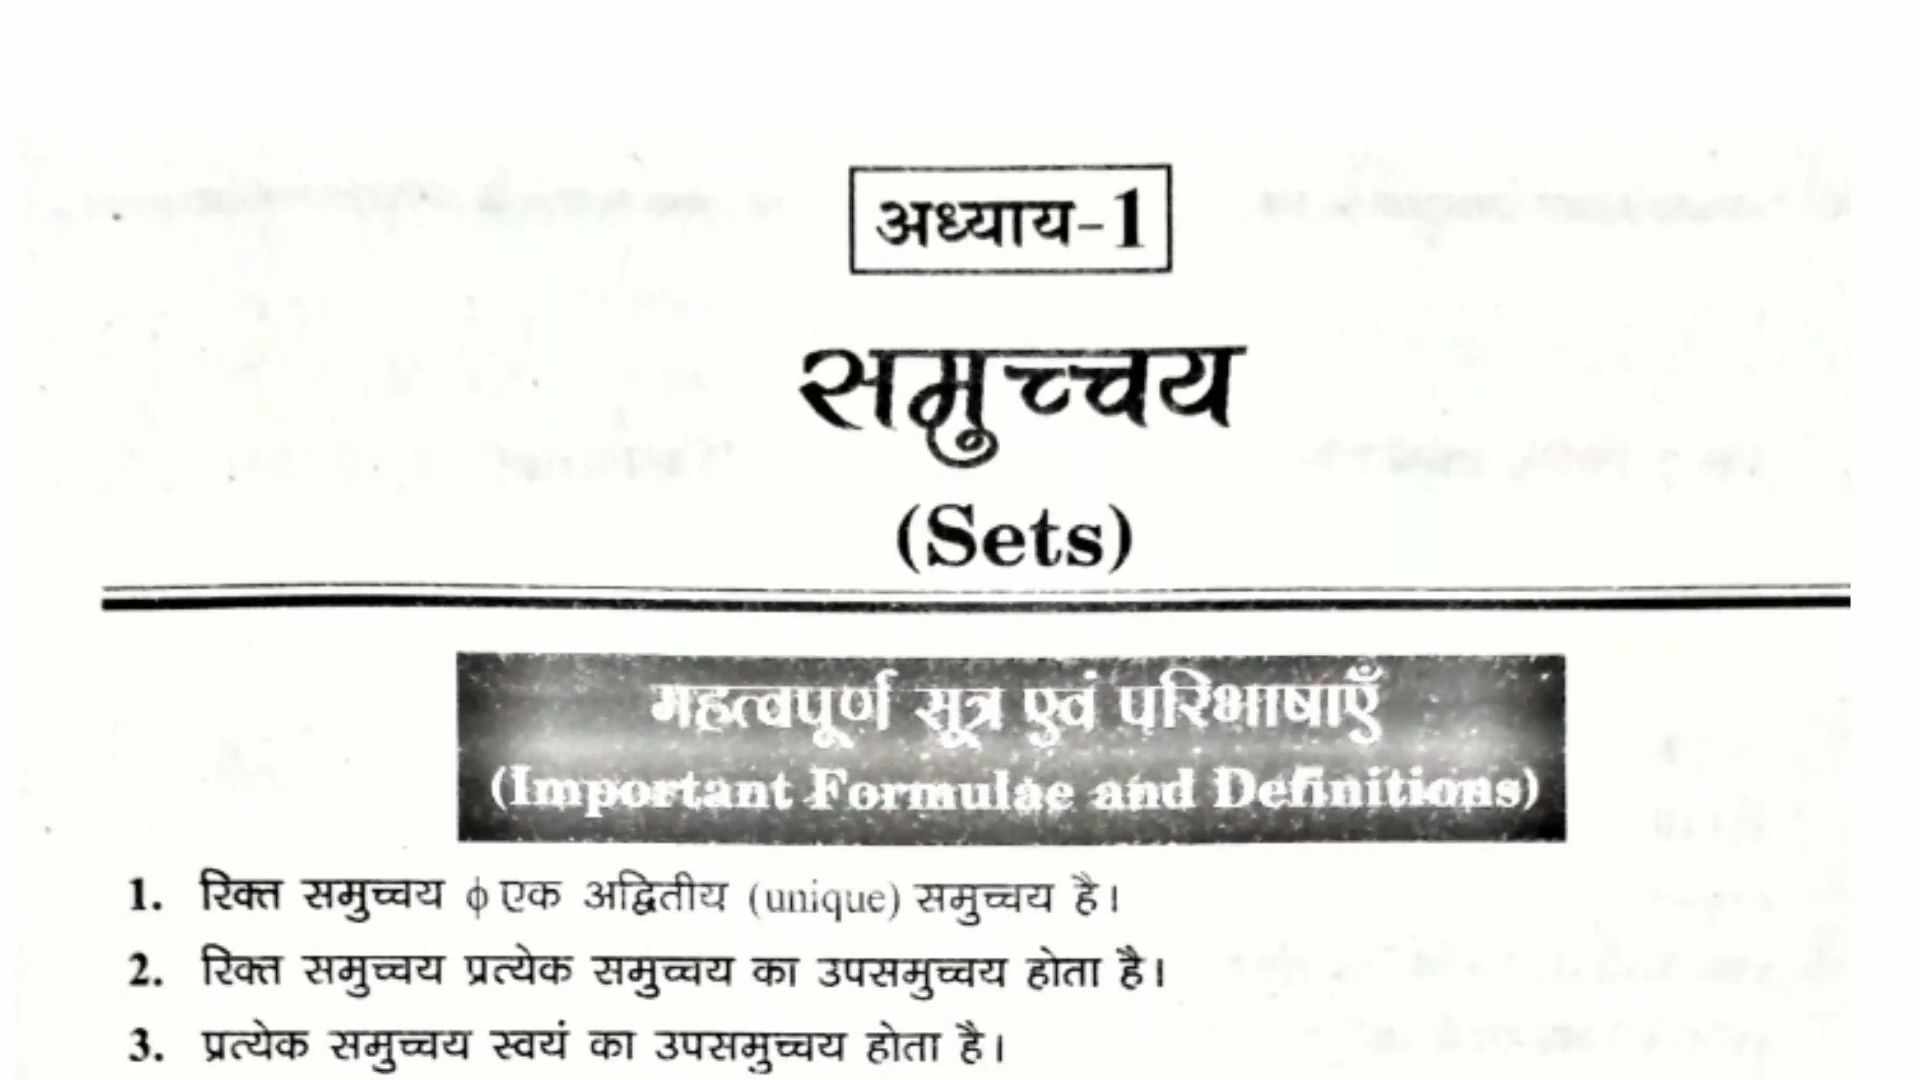 अध्याय-1
समुच्चय
(Sets)
महत्वपूर्ण सूत्र एवं परिभाषाएँ
(Important Formulae and Definitions)
1. रिक्त समुच्चय ϕ एक अद्वितीय (unique) समुच्चय है।
2. रिक्त समुच्चय प्रत्येक समुच्चय का उपसमुच्चय होता है।
3. प्रत्येक समुच्चय स्वयं का उपसमुच्चय होता है।